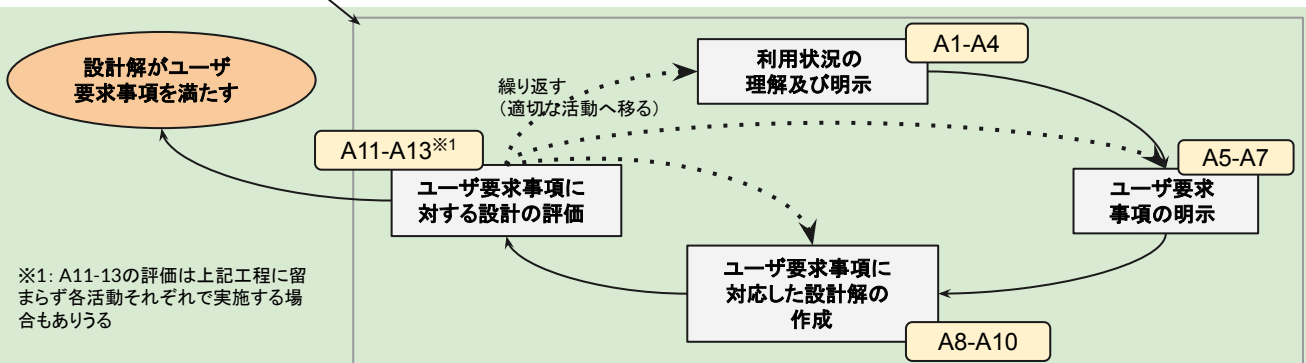 設計解がユーザ
要求事項を満たす
利用状況の
理解及び明示
A1-A4
繰り返す
（適切な活動へ移る）
A11-A13※1
ユーザ要求事項に
対する設計の評価
A5-A7
ユーザ要求
事項の明示
ユーザ要求事項に
対応した設計解の
作成
A8-A10
※1: A11-13の評価は上記工程に留
まらず各活動それぞれで実施する場
合もありうる